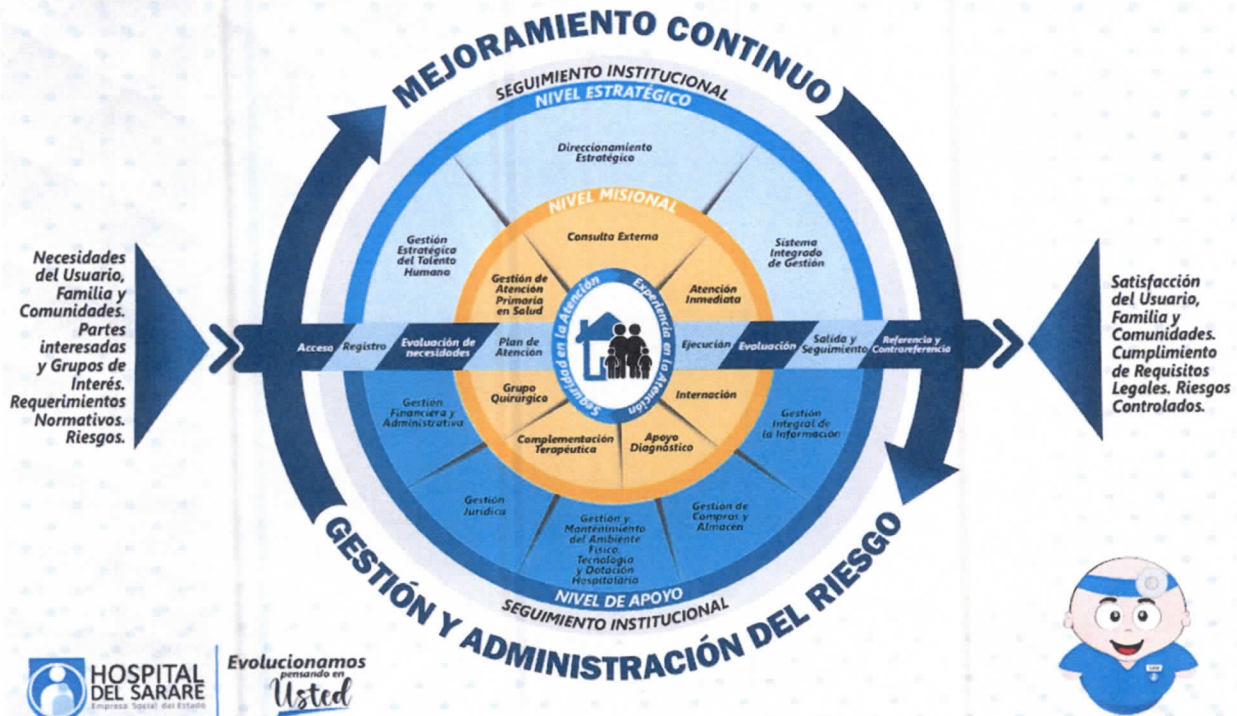 MEJORAMIENTO CONTINUO
SEGUIMIENTO INSTITUCIONAL
NIVEL ESTRATÉGICO
Direccionamiento
Estratégico
Gestión
Estratégica
del Talento
Humano
Sistema
Integrado
de Gestión
NIVEL MISIONAL
Consulta Externa
Gestión de
Atención
Primaria
en Salud
Atención
Inmediata
Seguridad en la Atención
Experiencia en la Atención
Necesidades
del Usuario,
Familia y
Comunidades.
Partes
interesadas
y Grupos de
Interés.
Requerimientos
Normativos.
Riesgos.
Acceso
Registro
Evaluación de
necesidades
Plan de
Atención
Ejecución
Evaluación
Salida y
Seguimiento
Referencia y
Contrareferencia
Satisfacción
del Usuario,
Familia y
Comunidades.
Cumplimiento
de Requisitos
Legales. Riesgos
Controlados.
Grupo
Quirúrgico
Internación
Complementación
Terapéutica
Apoyo
Diagnóstico
Gestión
Financiera y
Administrativa
Gestión
Integral de
la Información
Gestión
Jurídica
Gestión y
Mantenimiento
del Ambiente
Físico,
Tecnología
y Dotación
Hospitalaria
Gestión de
Compras y
Almacen
NIVEL DE APOYO
SEGUIMIENTO INSTITUCIONAL
GESTIÓN Y ADMINISTRACIÓN DEL RIESGO
HOSPITAL
DEL SARARE
Empresa Social del Estado
Evolucionamos
pensando en
Usted